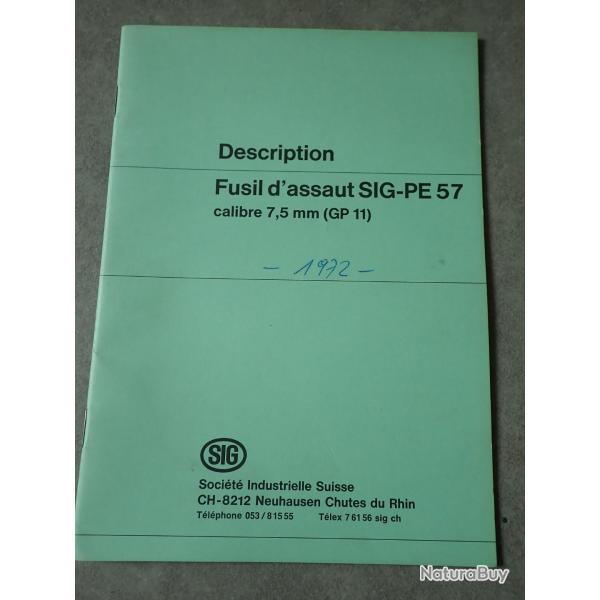 Description
Fusil d'assaut SIG-PE 57
calibre 7,5 mm (GP 11)
- 1972 -
SIG
Société Industrielle Suisse
CH-8212 Neuhausen Chutes du Rhin
Téléphone 053 / 8 15 55 Télex 7 61 56 sig ch
NaturaBuy